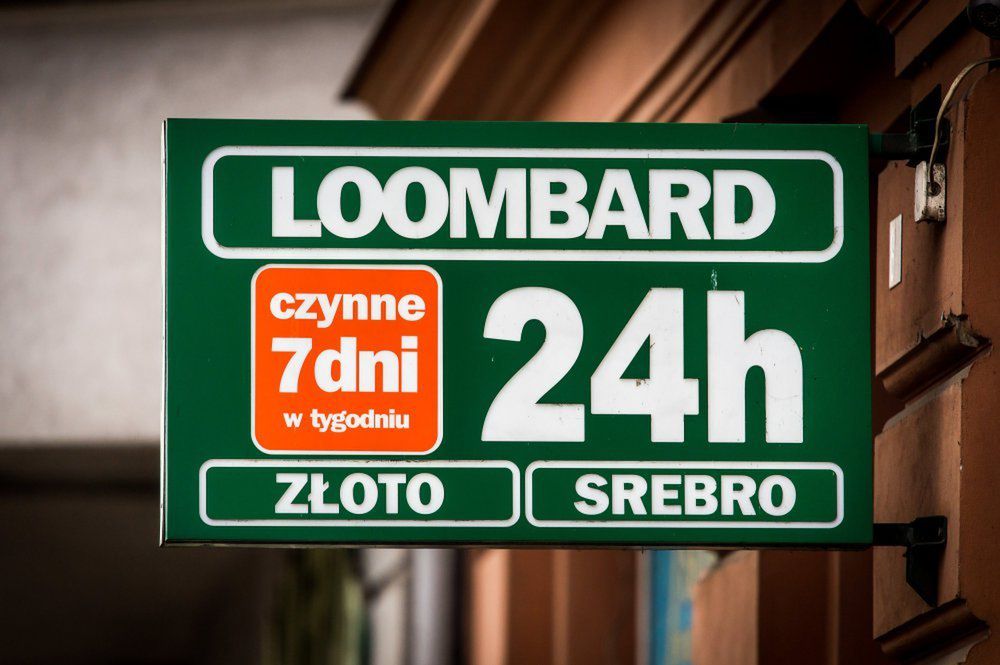 LOOMBARD
czynne
7dni
w tygodniu
24h
ZŁOTO
SREBRO